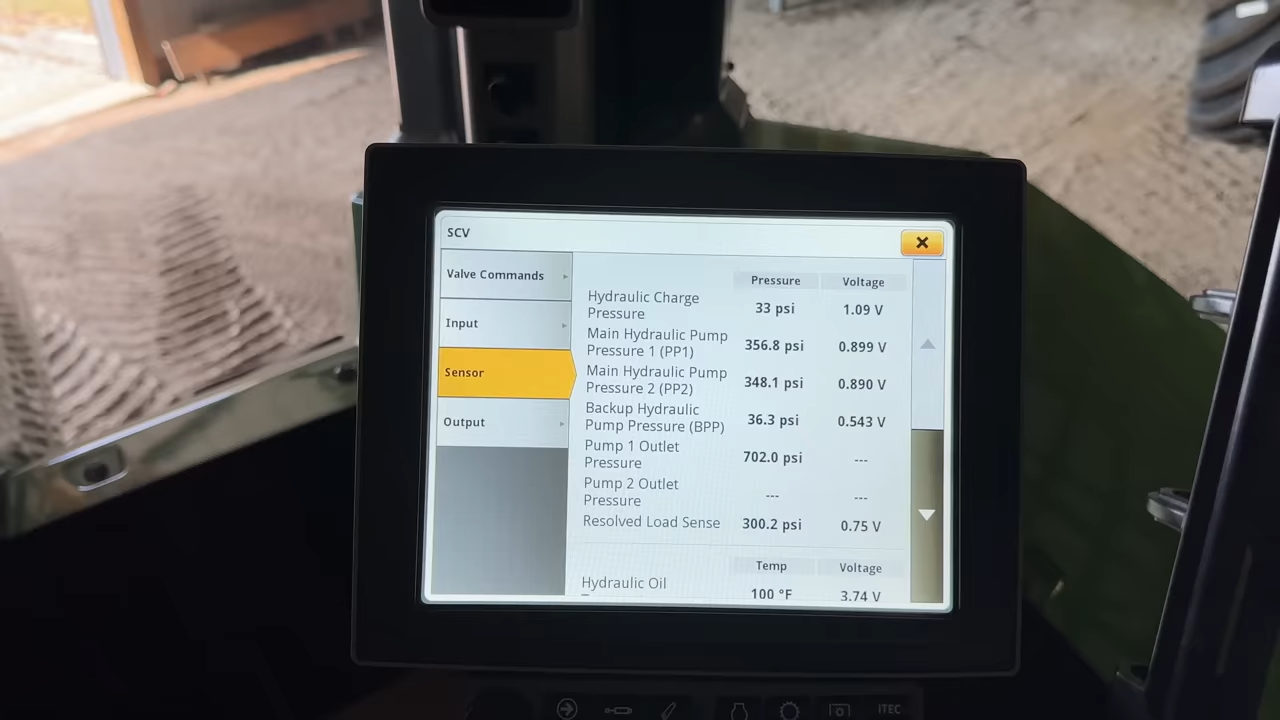 SCV
Valve Commands
Input
Sensor
Output
Pressure Voltage
Hydraulic Charge
Pressure 33 psi 1.09 V
Main Hydraulic Pump
Pressure 1 (PP1) 356.8 psi 0.899 V
Main Hydraulic Pump
Pressure 2 (PP2) 348.1 psi 0.890 V
Backup Hydraulic
Pump Pressure (BPP) 36.3 psi 0.543 V
Pump 1 Outlet
Pressure 702.0 psi ---
Pump 2 Outlet
Pressure --- ---
Resolved Load Sense 300.2 psi 0.75 V
Temp Voltage
Hydraulic Oil 100 °F 3.74 V
ITEC